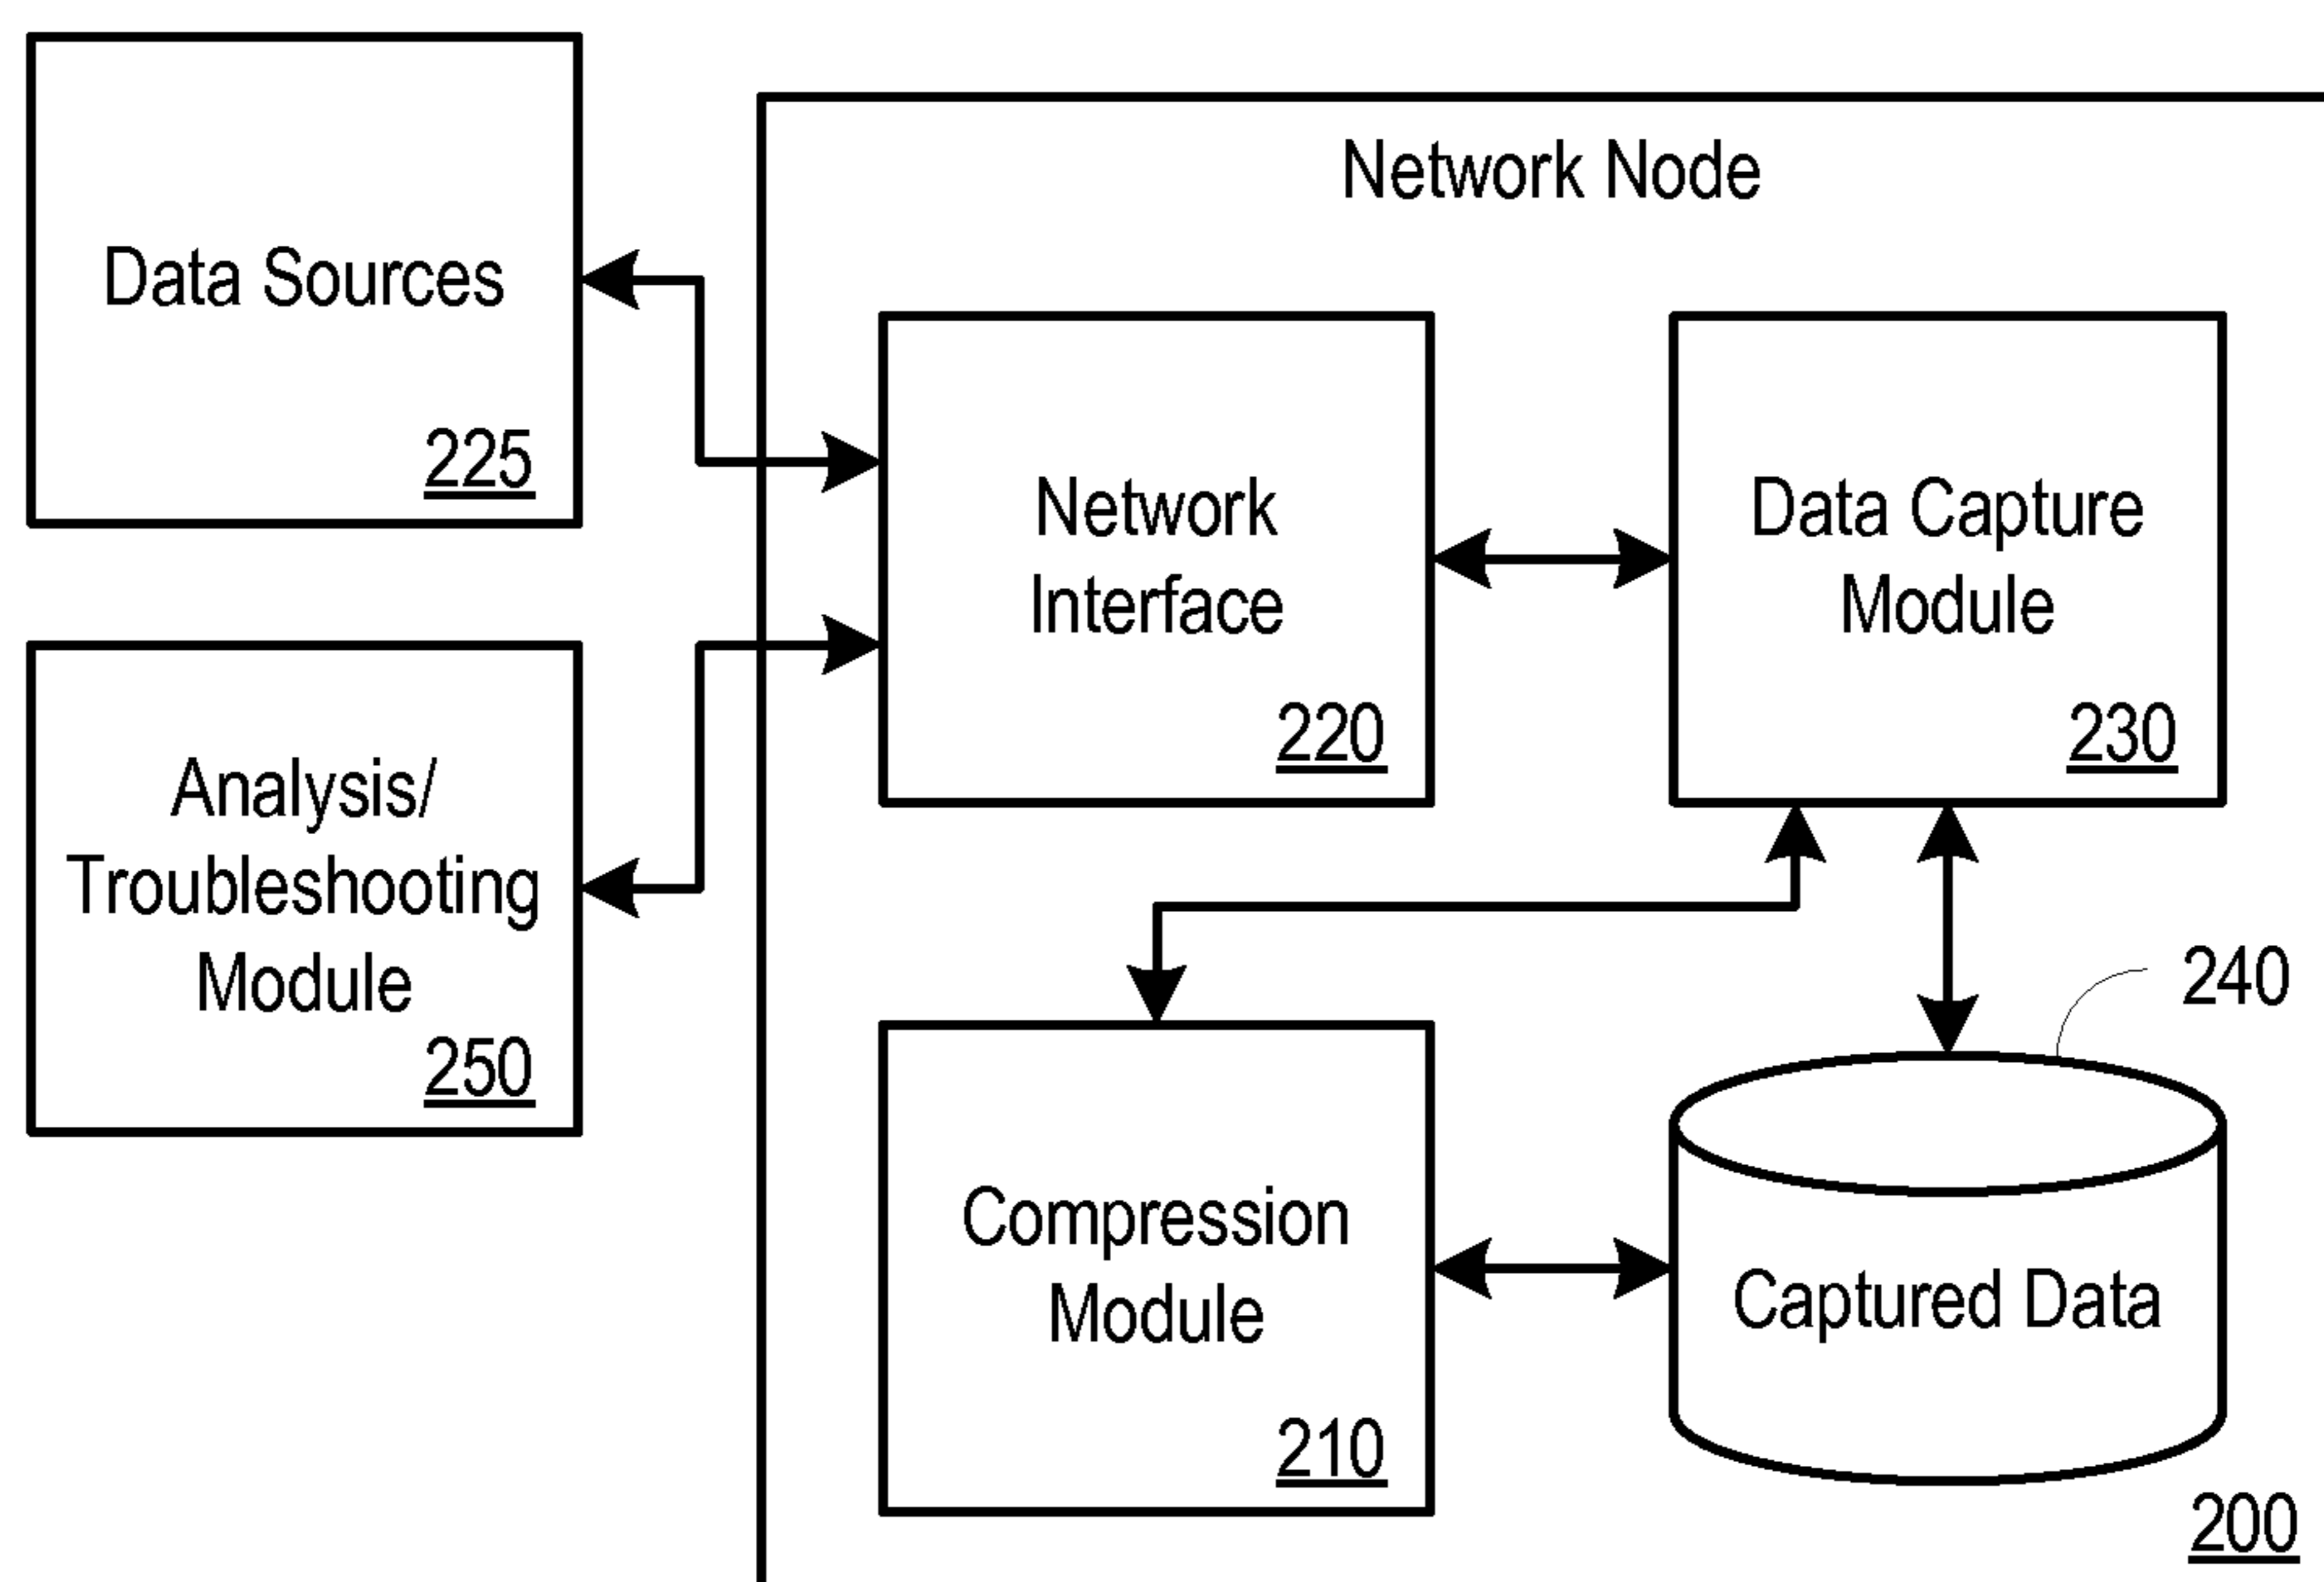 Network Node
Data Sources
225
Network
Interface
220
Data Capture
Module
230
Analysis/
Troubleshooting
Module
250
240
Compression
Module
210
Captured Data
200